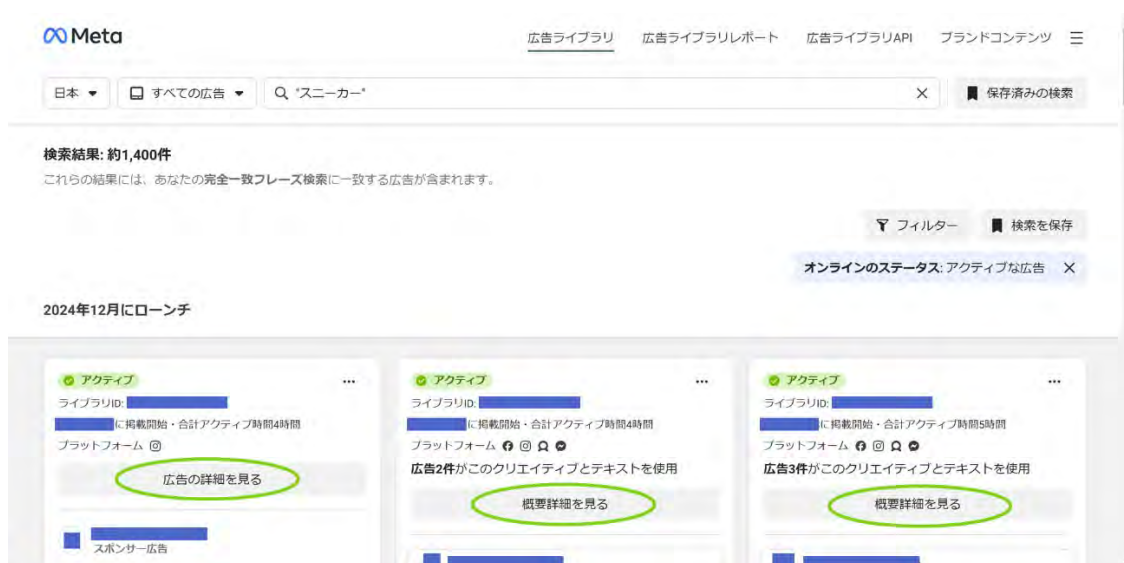 Meta
広告ライブラリ 広告ライブラリレポート 広告ライブラリAPI ブランドコンテンツ
日本 すべての広告 "スニーカー" 保存済みの検索
検索結果: 約1,400件
これらの結果には、あなたの完全一致フレーズ検索に一致する広告が含まれます。
フィルター 検索を保存
オンラインのステータス: アクティブな広告
2024年12月にローンチ
アクティブ
ライブラリID:
に掲載開始・合計アクティブ時間4時間
プラットフォーム
広告の詳細を見る
スポンサー広告
アクティブ
ライブラリID:
に掲載開始・合計アクティブ時間4時間
プラットフォーム
広告2件がこのクリエイティブとテキストを使用
概要詳細を見る
アクティブ
ライブラリID:
に掲載開始・合計アクティブ時間5時間
プラットフォーム
広告3件がこのクリエイティブとテキストを使用
概要詳細を見る